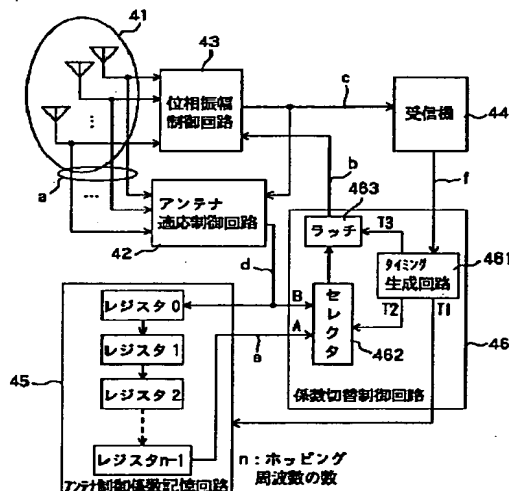 41
43
位相振幅
制御回路
c
受信機
44
a
b
f
463
アンテナ
適応制御回路
42
ラッチ
T3
タイミング
生成回路
461
d
T2
T1
B
A
セレクタ
462
46
e
係数切替制御回路
45
レジスタ0
レジスタ1
レジスタ2
レジスタn-1
アンテナ制御係数記憶回路
n:ホッピング
周波数の数